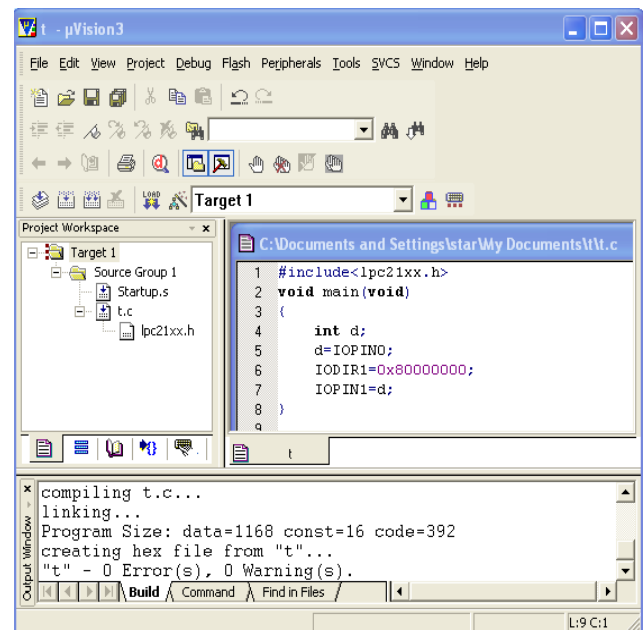 t - µVision3
File Edit View Project Debug Flash Peripherals Tools SVCS Window Help
LOAD Target 1
Project Workspace
Target 1
Source Group 1
Startup.s
t.c
lpc21xx.h
C:\Documents and Settings\star\My Documents\t\t.c
1 #include<lpc21xx.h>
2 void main(void)
3 {
4 int d;
5 d=IOPIN0;
6 IODIR1=0x80000000;
7 IOPIN1=d;
8 }
9
t
compiling t.c...
linking...
Program Size: data=1168 const=16 code=392
creating hex file from "t"...
"t" - 0 Error(s), 0 Warning(s).
Output Window
Build Command Find in Files
L:9 C:1